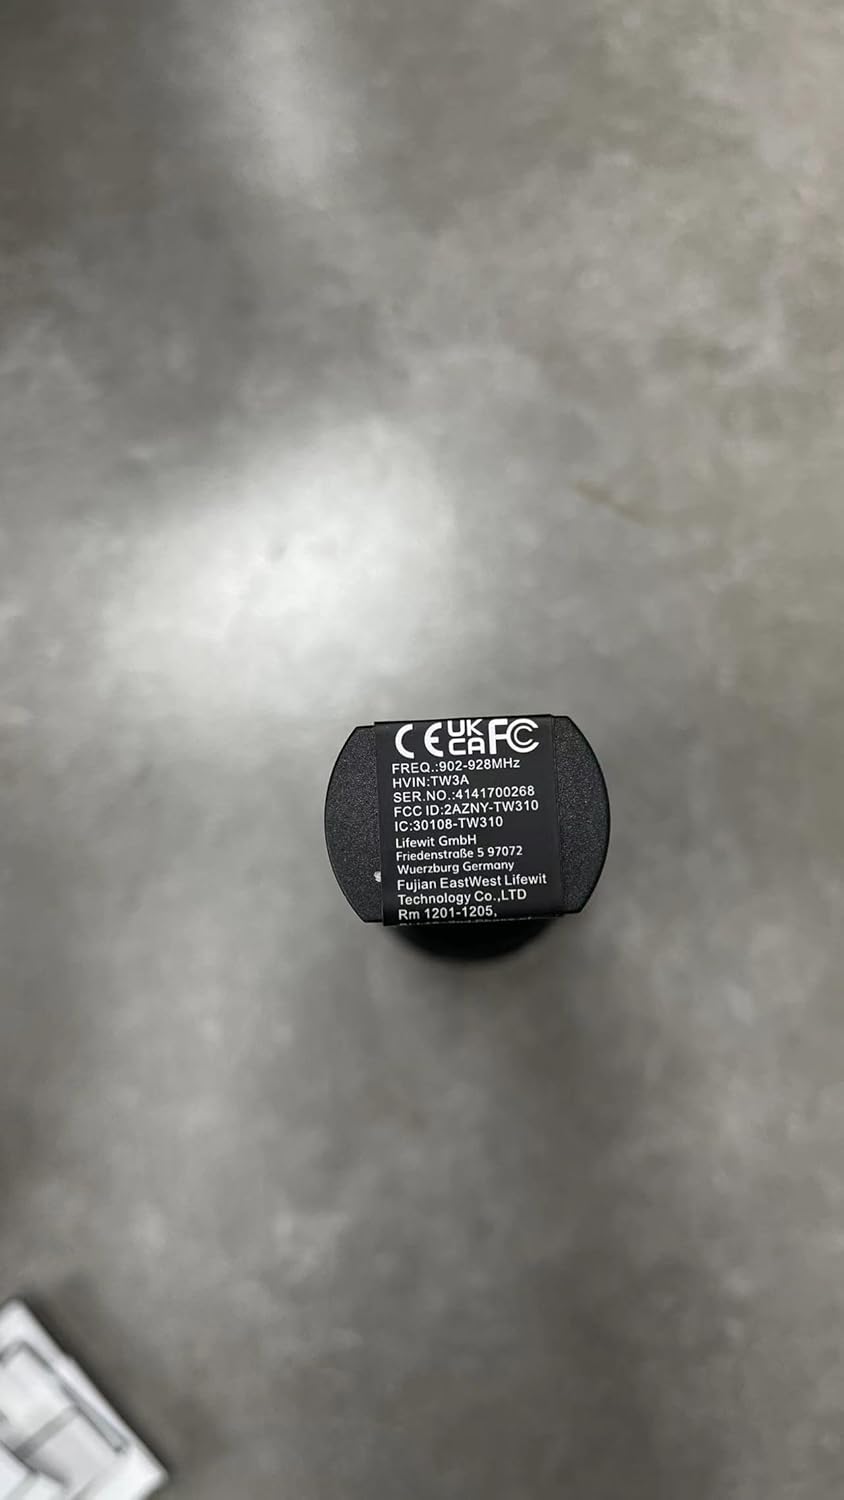 CE UKCA FC
FREQ.:902-928MHz
HVIN:TW3A
SER.NO.:4141700268
FCC ID:2AZNY-TW310
IC:30108-TW310
Lifewit GmbH
Friedenstraße 5 97072
Wuerzburg Germany
Fujian EastWest Lifewit
Technology Co.,LTD
Rm 1201-1205,